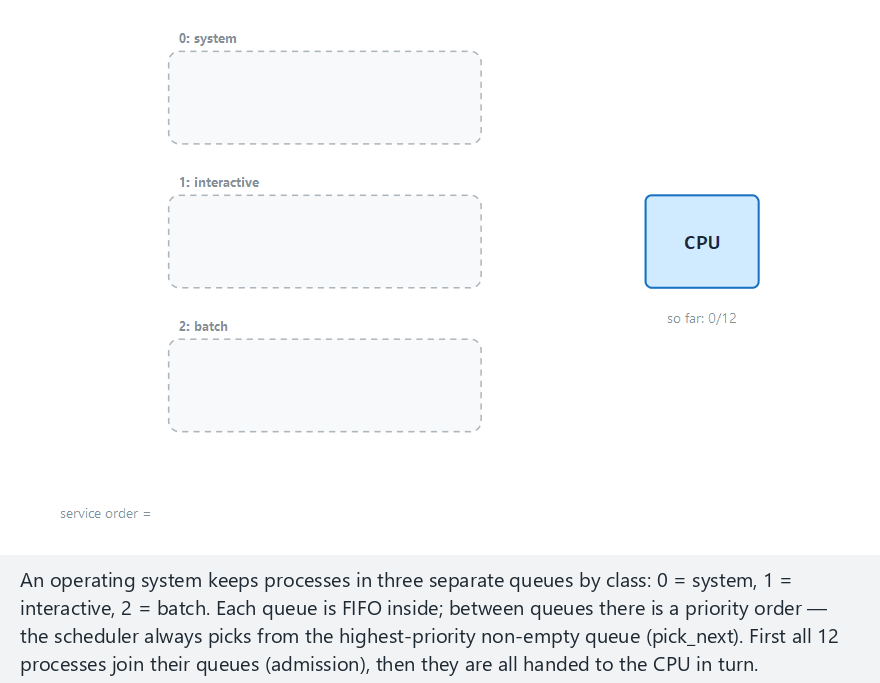 0: system
1: interactive
CPU
so far: 0/12
2: batch
service order =
An operating system keeps processes in three separate queues by class: 0 = system, 1 =
interactive, 2 = batch. Each queue is FIFO inside; between queues there is a priority order —
the scheduler always picks from the highest-priority non-empty queue (pick_next). First all 12
processes join their queues (admission), then they are all handed to the CPU in turn.